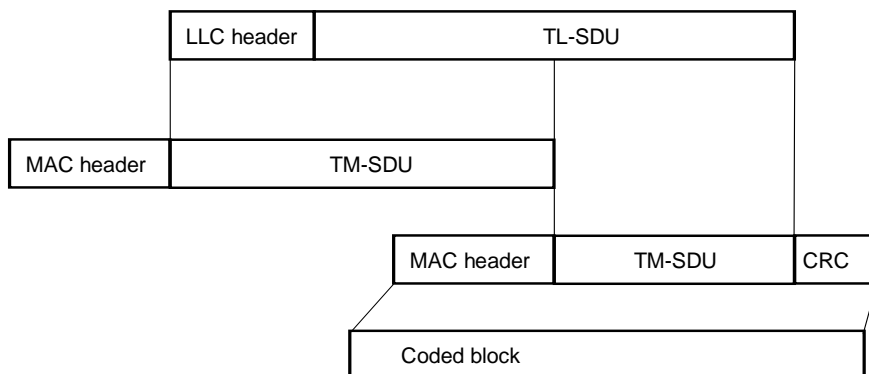 LLC header TL-SDU
MAC header TM-SDU
MAC header TM-SDU CRC
Coded block